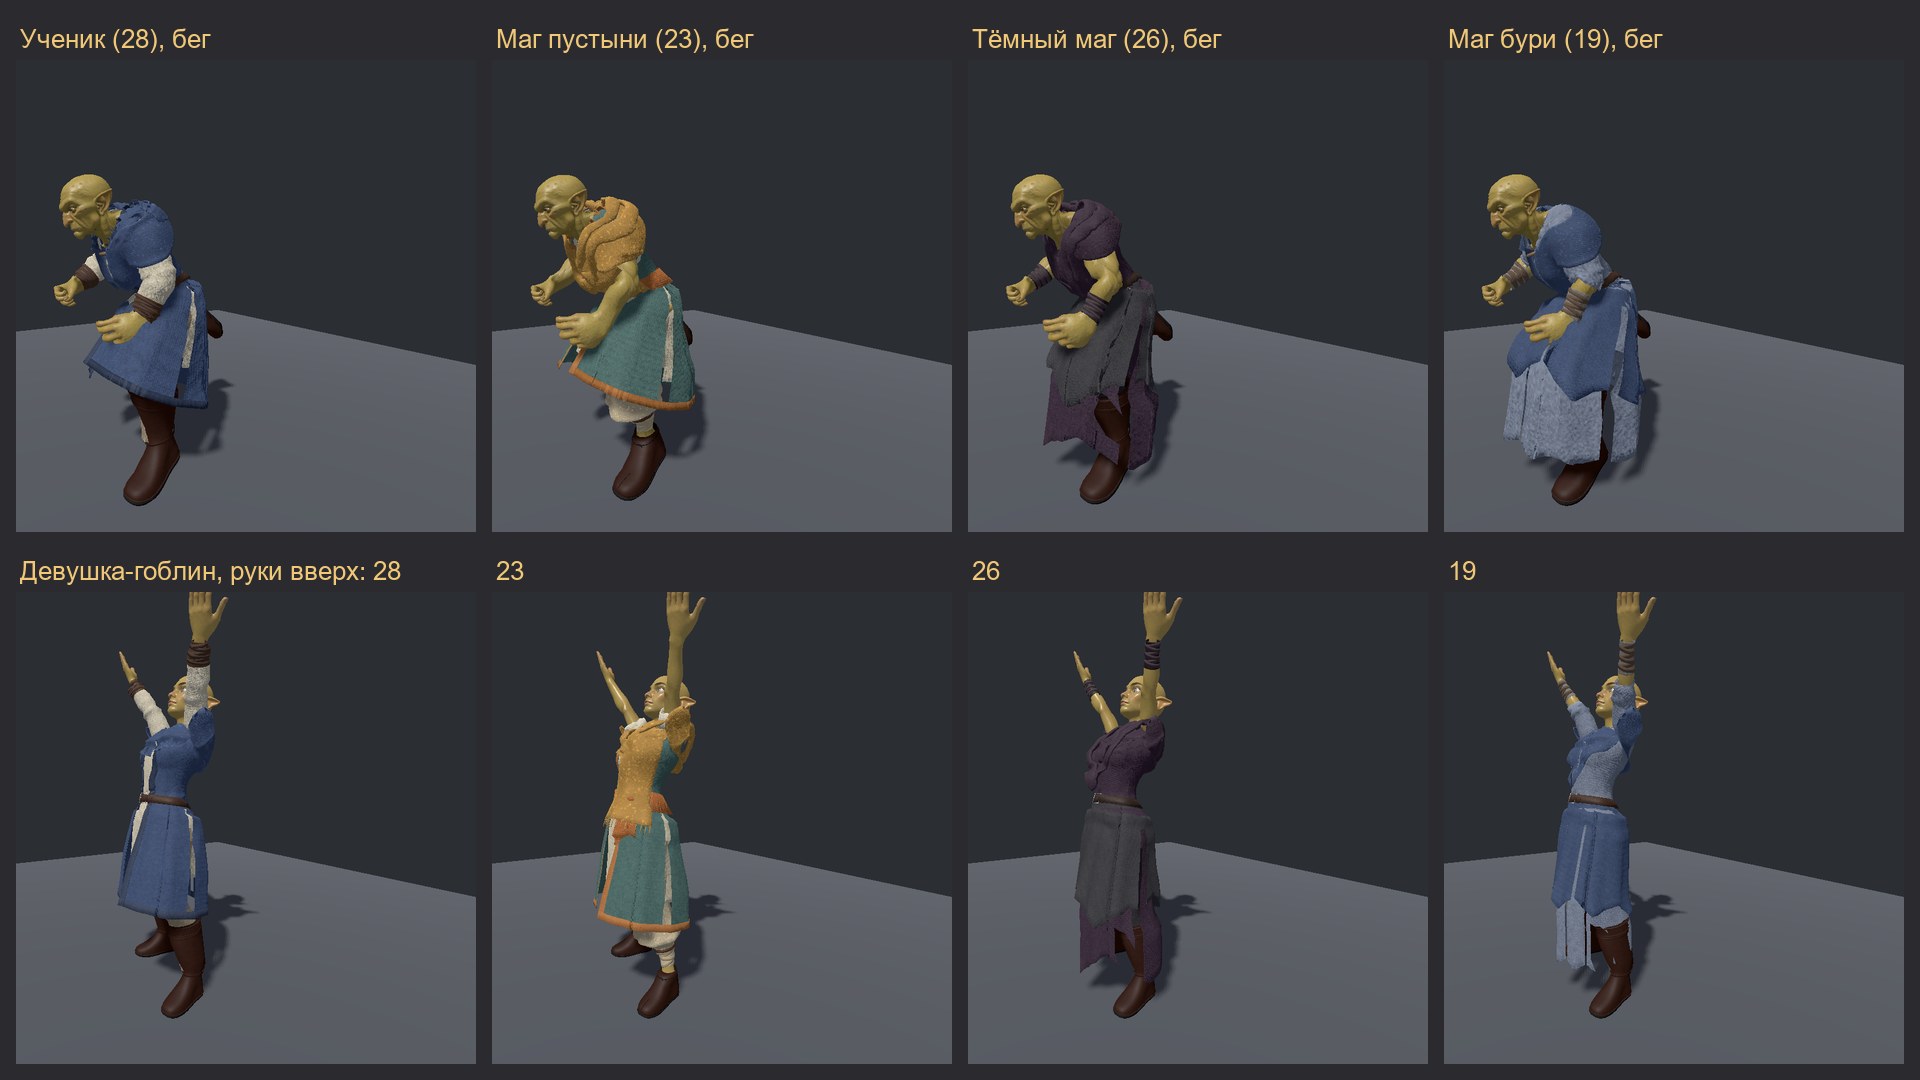 Ученик (28), бег
Маг пустыни (23), бег
Тёмный маг (26), бег
Маг бури (19), бег
Девушка-гоблин, руки вверх: 28
23
26
19